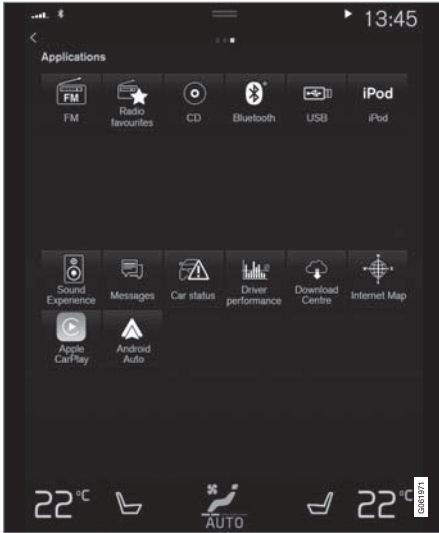 13:45
Applications
FM
iPod
FM
Radio
favourites
CD
Bluetooth
USB
iPod
Sound
Experience
Messages
Car status
Driver
performance
Download
Centre
Internet Map
Apple
CarPlay
Android
Auto
22°C
AUTO
22°C
G061971